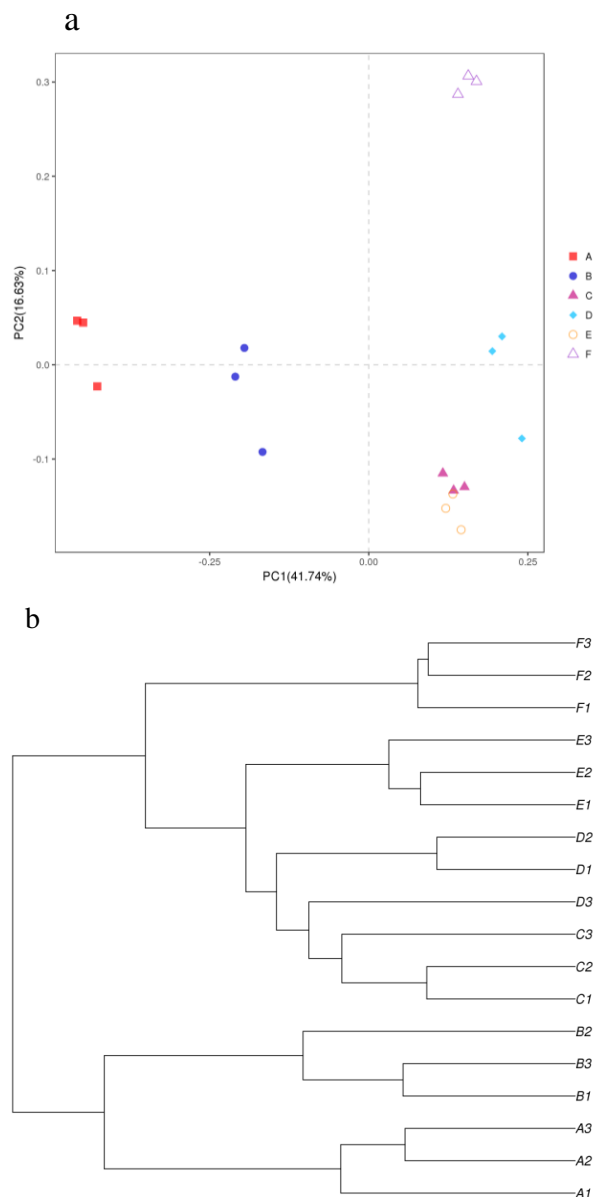 a
0.3
0.2
0.1
0.0
-0.1
PC2(16.63%)
-0.25
0.00
0.25
PC1(41.74%)
A
B
C
D
E
F
b
F3
F2
F1
E3
E2
E1
D2
D1
D3
C3
C2
C1
B2
B3
B1
A3
A2
A1